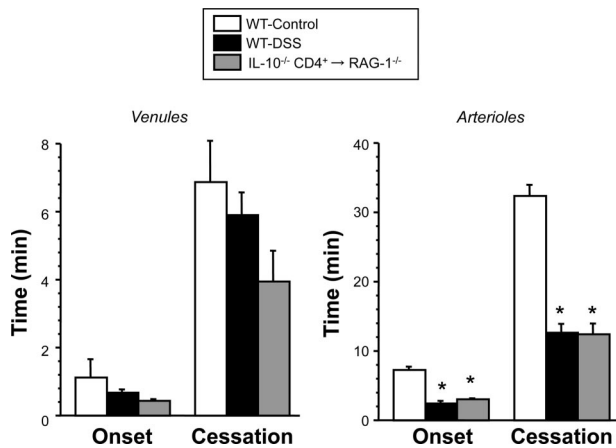 WT-Control
WT-DSS
IL-10⁻/⁻ CD4⁺ → RAG-1⁻/⁻
Venules
Time (min)
8
6
4
2
0
Onset
Cessation
Arterioles
Time (min)
40
30
20
10
0
*
*
*
*
Onset
Cessation